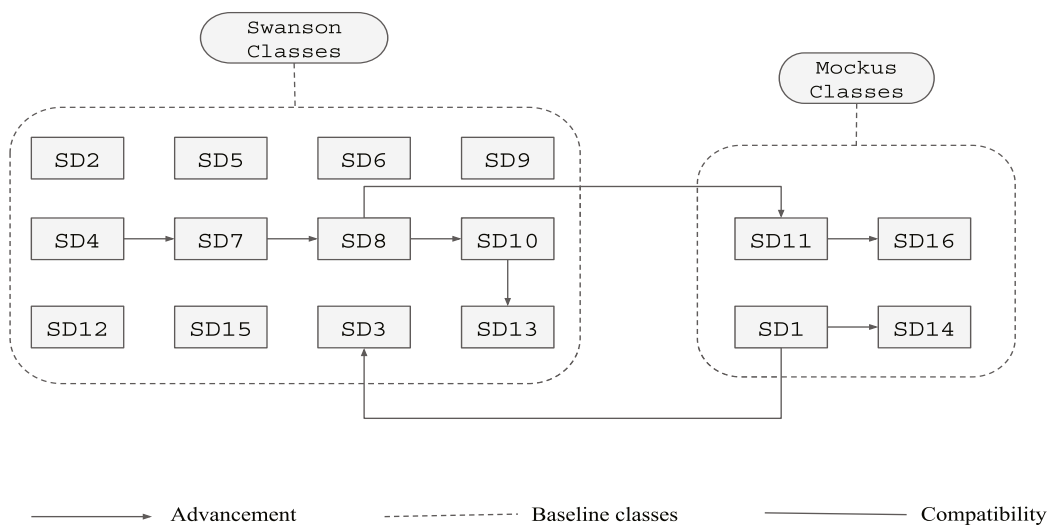 Swanson
Classes
Mockus
Classes
SD2
SD5
SD6
SD9
SD4
SD7
SD8
SD10
SD11
SD16
SD12
SD15
SD3
SD13
SD1
SD14
Advancement
Baseline classes
Compatibility